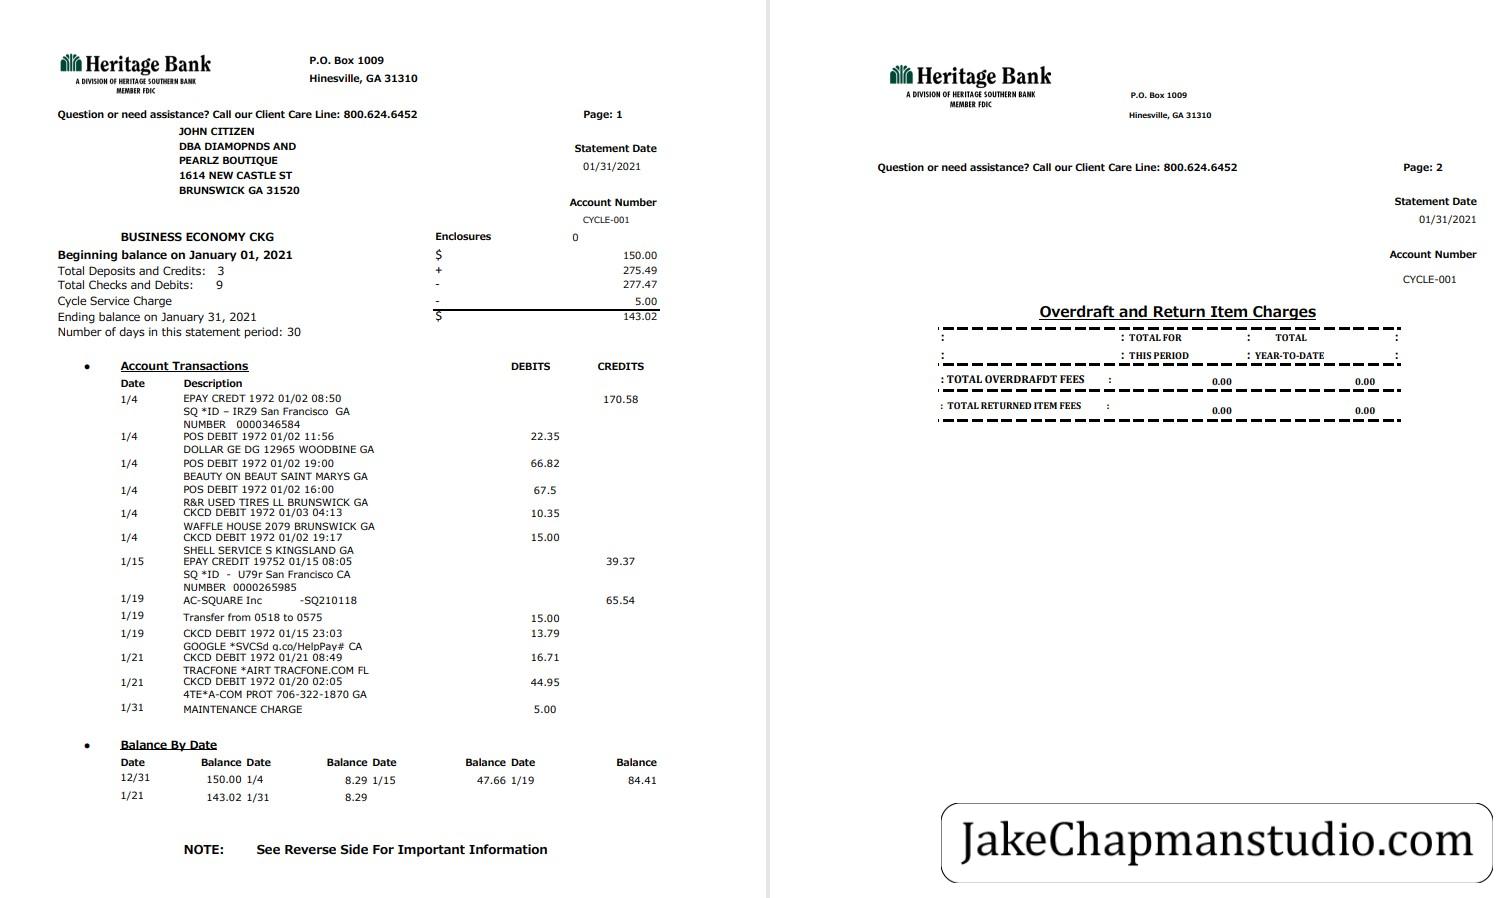 Heritage Bank
A DIVISION OF HERITAGE SOUTHERN BANK
MEMBER FDIC
P.O. Box 1009
Hinesville, GA 31310
Question or need assistance? Call our Client Care Line: 800.624.6452 Page: 1
JOHN CITIZEN
DBA DIAMOPNDS AND
PEARLZ BOUTIQUE
1614 NEW CASTLE ST
BRUNSWICK GA 31520
Statement Date
01/31/2021
Account Number
CYCLE-001
BUSINESS ECONOMY CKG Enclosures 0
Beginning balance on January 01, 2021 $ 150.00
Total Deposits and Credits: 3 + 275.49
Total Checks and Debits: 9 - 277.47
Cycle Service Charge - 5.00
Ending balance on January 31, 2021 $ 143.02
Number of days in this statement period: 30
• Account Transactions DEBITS CREDITS
Date Description
1/4 EPAY CREDT 1972 01/02 08:50 170.58
SQ *ID – IRZ9 San Francisco GA
NUMBER 0000346584
1/4 POS DEBIT 1972 01/02 11:56 22.35
DOLLAR GE DG 12965 WOODBINE GA
1/4 POS DEBIT 1972 01/02 19:00 66.82
BEAUTY ON BEAUT SAINT MARYS GA
1/4 POS DEBIT 1972 01/02 16:00 67.5
R&R USED TIRES LL BRUNSWICK GA
1/4 CKCD DEBIT 1972 01/03 04:13 10.35
WAFFLE HOUSE 2079 BRUNSWICK GA
1/4 CKCD DEBIT 1972 01/02 19:17 15.00
SHELL SERVICE S KINGSLAND GA
1/15 EPAY CREDIT 19752 01/15 08:05 39.37
SQ *ID - U79r San Francisco CA
NUMBER 0000265985
1/19 AC-SQUARE Inc -SQ210118 65.54
1/19 Transfer from 0518 to 0575 15.00
1/19 CKCD DEBIT 1972 01/15 23:03 13.79
GOOGLE *SVCSd g.co/HelpPay# CA
1/21 CKCD DEBIT 1972 01/21 08:49 16.71
TRACFONE *AIRT TRACFONE.COM FL
1/21 CKCD DEBIT 1972 01/20 02:05 44.95
4TE*A-COM PROT 706-322-1870 GA
1/31 MAINTENANCE CHARGE 5.00
• Balance By Date
Date Balance Date Balance Date Balance Date Balance
12/31 150.00 1/4 8.29 1/15 47.66 1/19 84.41
1/21 143.02 1/31 8.29
NOTE: See Reverse Side For Important Information
Heritage Bank
A DIVISION OF HERITAGE SOUTHERN BANK
MEMBER FDIC
P.O. Box 1009
Hinesville, GA 31310
Question or need assistance? Call our Client Care Line: 800.624.6452 Page: 2
Statement Date
01/31/2021
Account Number
CYCLE-001
Overdraft and Return Item Charges
: : TOTAL FOR : TOTAL :
: : THIS PERIOD : YEAR-TO-DATE :
: TOTAL OVERDRAFDT FEES : 0.00 0.00
: TOTAL RETURNED ITEM FEES : 0.00 0.00
JakeChapmanstudio.com